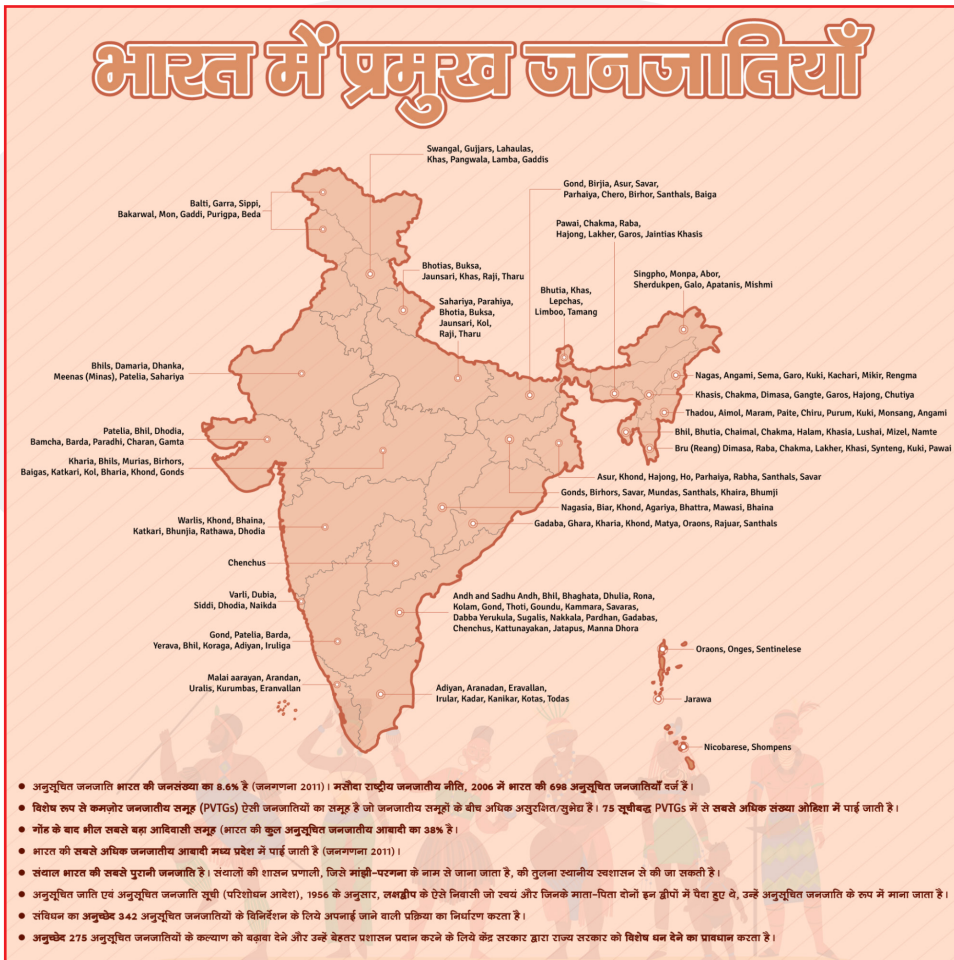 भारत में प्रमुख जनजातियाँ
Swangal, Gujjars, Lahaulas,
Khas, Pangwala, Lamba, Gaddis
Gond, Birjia, Asur, Savar,
Parhaiya, Chero, Birhor, Santhals, Baiga
Balti, Garra, Sippi,
Bakarwal, Mon, Gaddi, Purigpa, Beda
Pawai, Chakma, Raba,
Hajong, Lakher, Garos, Jaintias Khasis
Bhotias, Buksa,
Jaunsari, Khas, Raji, Tharu
Singpho, Monpa, Abor,
Sherdukpen, Galo, Apatanis, Mishmi
Bhutia, Khas,
Lepchas,
Limboo, Tamang
Sahariya, Parahiya,
Bhotia, Buksa,
Jaunsari, Kol,
Raji, Tharu
Bhils, Damaria, Dhanka,
Meenas (Minas), Patelia, Sahariya
Nagas, Angami, Sema, Garo, Kuki, Kachari, Mikir, Rengma
Khasis, Chakma, Dimasa, Gangte, Garos, Hajong, Chutiya
Thadou, Aimol, Maram, Paite, Chiru, Purum, Kuki, Monsang, Angami
Patelia, Bhil, Dhodia,
Bamcha, Barda, Paradhi, Charan, Gamta
Bhil, Bhutia, Chaimal, Chakma, Halam, Khasia, Lushai, Mizel, Namte
Bru (Reang) Dimasa, Raba, Chakma, Lakher, Khasi, Synteng, Kuki, Pawai
Kharia, Bhils, Murias, Birhors,
Baigas, Katkari, Kol, Bharia, Khond, Gonds
Asur, Khond, Hajong, Ho, Parhaiya, Rabha, Santhals, Savar
Gonds, Birhors, Savar, Mundas, Santhals, Khaira, Bhumji
Nagasia, Biar, Khond, Agariya, Bhattra, Mawasi, Bhaina
Gadaba, Ghara, Kharia, Khond, Matya, Oraons, Rajuar, Santhals
Warlis, Khond, Bhaina,
Katkari, Bhunjia, Rathawa, Dhodia
Chenchus
Varli, Dubia,
Siddi, Dhodia, Naikda
Andh and Sadhu Andh, Bhil, Bhaghata, Dhulia, Rona,
Kolam, Gond, Thoti, Goundu, Kammara, Savaras,
Dabba Yerukula, Sugalis, Nakkala, Pardhan, Gadabas,
Chenchus, Kattunayakan, Jatapus, Manna Dhora
Gond, Patelia, Barda,
Yerava, Bhil, Koraga, Adiyan, Iruliga
Oraons, Onges, Sentinelese
Malai aarayan, Arandan,
Uralis, Kurumbas, Eranvallan
Adiyan, Aranadan, Eravallan,
Irular, Kadar, Kanikar, Kotas, Todas
Jarawa
Nicobarese, Shompens
• अनुसूचित जनजाति भारत की जनसंख्या का 8.6% है (जनगणना 2011)। मसौदा राष्ट्रीय जनजातीय नीति, 2006 में भारत की 698 अनुसूचित जनजातियाँ दर्ज हैं।
• विशेष रूप से कमज़ोर जनजातीय समूह (PVTGs) ऐसी जनजातियों का समूह है जो जनजातीय समूहों के बीच अधिक असुरक्षित/सुभेद्य है। 75 सूचीबद्ध PVTGs में से सबसे अधिक संख्या ओडिशा में पाई जाती है।
• गोंड के बाद भील सबसे बड़ा आदिवासी समूह (भारत की कुल अनुसूचित जनजातीय आबादी का 38% है।
• भारत की सबसे अधिक जनजातीय आबादी मध्य प्रदेश में पाई जाती है (जनगणना 2011)।
• संथाल भारत की सबसे पुरानी जनजाति है। संथालों की शासन प्रणाली, जिसे मांझी-परगना के नाम से जाना जाता है, की तुलना स्थानीय स्वशासन से की जा सकती है।
• अनुसूचित जाति एवं अनुसूचित जनजाति सूची (परिशोधन आदेश), 1956 के अनुसार, लक्षद्वीप के ऐसे निवासी जो स्वयं और जिनके माता-पिता दोनों इन द्वीपों में पैदा हुए थे, उन्हें अनुसूचित जनजाति के रूप में माना जाता है।
• संविधान का अनुच्छेद 342 अनुसूचित जनजातियों के विनिर्देशन के लिये अपनाई जाने वाली प्रक्रिया का निर्धारण करता है।
• अनुच्छेद 275 अनुसूचित जनजातियों के कल्याण को बढ़ावा देने और उन्हें बेहतर प्रशासन प्रदान करने के लिये केंद्र सरकार द्वारा राज्य सरकार को विशेष धन देने का प्रावधान करता है।